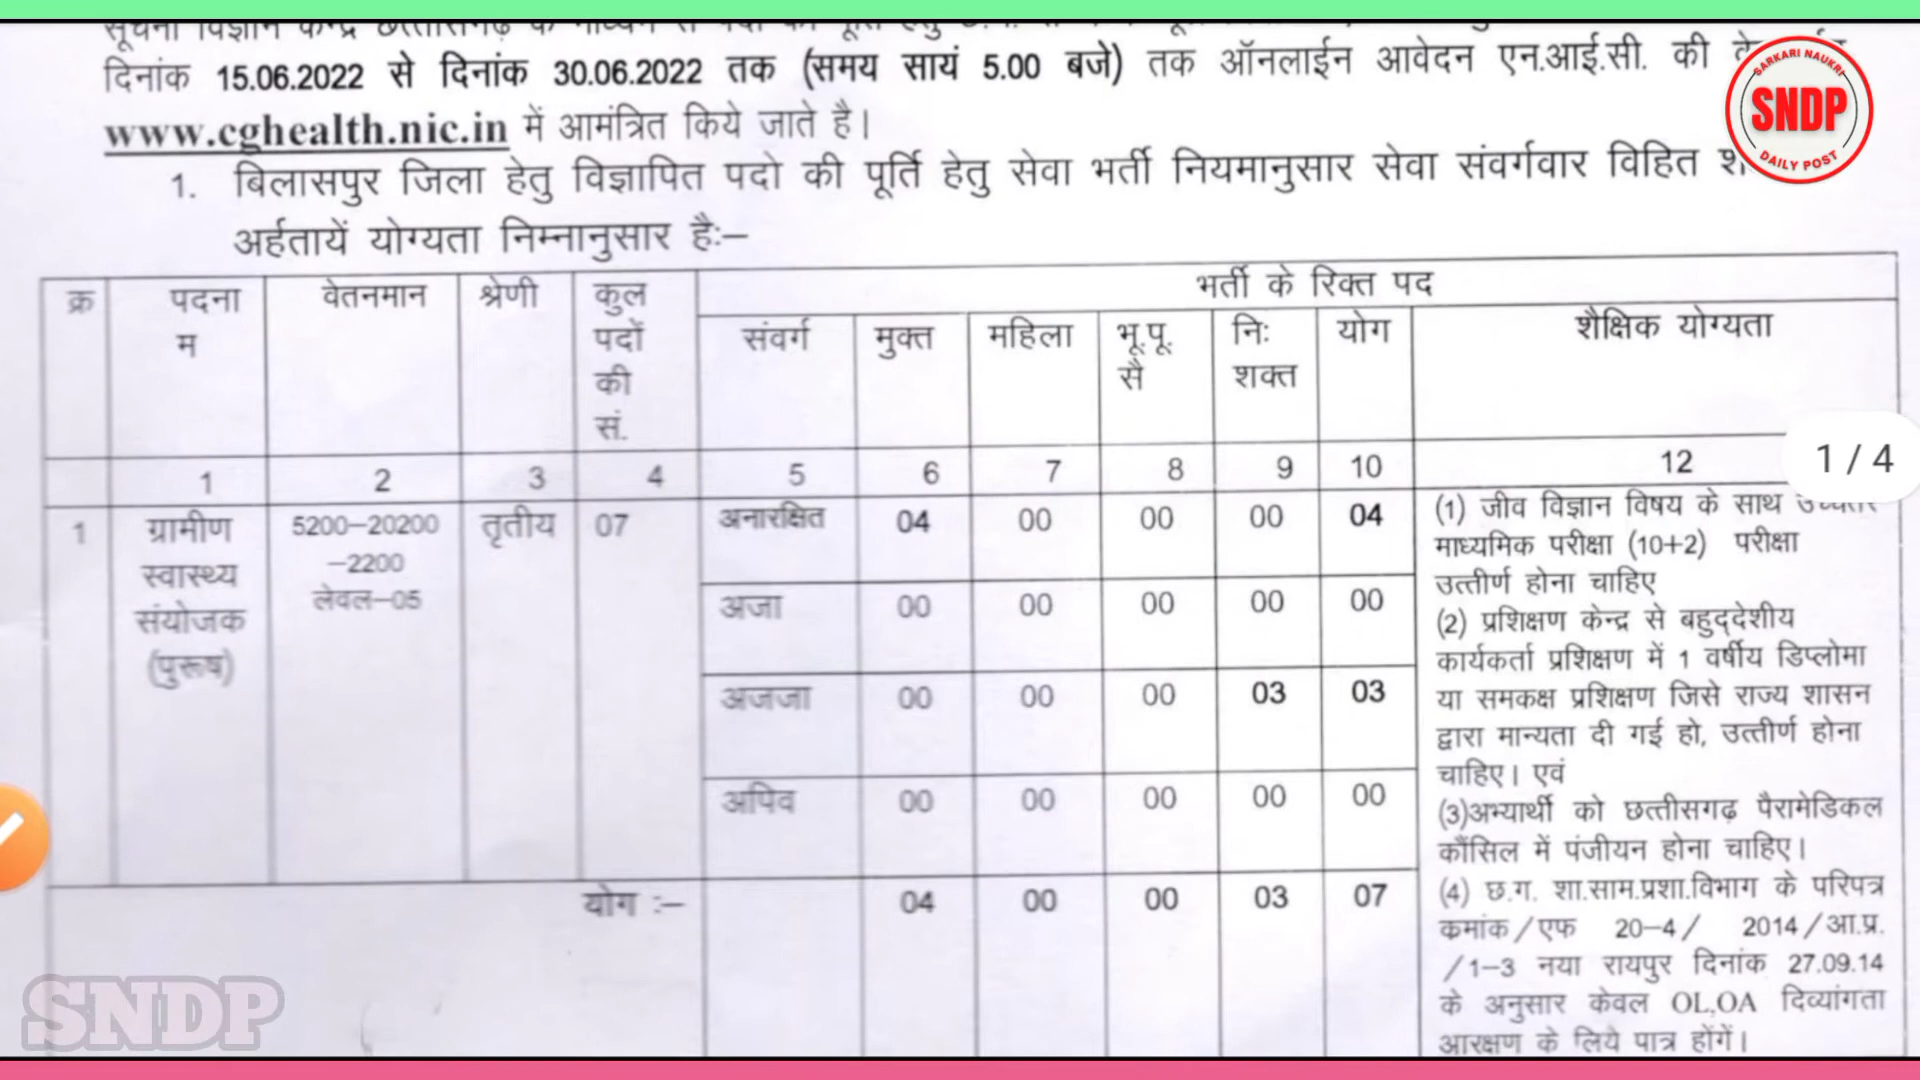 दिनांक 15.06.2022 से दिनांक 30.06.2022 तक (समय सायं 5.00 बजे) तक ऑनलाईन आवेदन एन.आई.सी. की
www.cghealth.nic.in में आमंत्रित किये जाते है।
1. बिलासपुर जिला हेतु विज्ञापित पदो की पूर्ति हेतु सेवा भर्ती नियमानुसार सेवा संवर्गवार विहित
अर्हतायें योग्यता निम्नानुसार है:–
SARKARI NAUKRI
SNDP
DAILY POST
भर्ती के रिक्त पद
क्र पदना वेतनमान श्रेणी कुल
म पदों
की
सं.
संवर्ग मुक्त महिला भू.पू. निः योग शैक्षिक योग्यता
सै शक्त
1 2 3 4 5 6 7 8 9 10 12
1/4
1 ग्रामीण 5200–20200 तृतीय 07
स्वास्थ्य –2200
संयोजक लेवल–05
(पुरूष)
अनारक्षित 04 00 00 00 04
अजा 00 00 00 00 00
अजजा 00 00 00 03 03
अपिव 00 00 00 00 00
योग :– 04 00 00 03 07
(1) जीव विज्ञान विषय के साथ
माध्यमिक परीक्षा (10+2) परीक्षा
उत्तीर्ण होना चाहिए
(2) प्रशिक्षण केन्द्र से बहुद्देशीय
कार्यकर्ता प्रशिक्षण में 1 वर्षीय डिप्लोमा
या समकक्ष प्रशिक्षण जिसे राज्य शासन
द्वारा मान्यता दी गई हो, उत्तीर्ण होना
चाहिए। एवं
(3)अभ्यार्थी को छत्तीसगढ़ पैरामेडिकल
कौंसिल में पंजीयन होना चाहिए।
(4) छ.ग. शा.साम.प्रशा.विभाग के परिपत्र
कमांक/एफ 20–4/ 2014/आ.प्र.
/1–3 नया रायपुर दिनांक 27.09.14
के अनुसार केवल OL,OA दिव्यांगता
आरक्षण के लिये पात्र होंगें।
SNDP